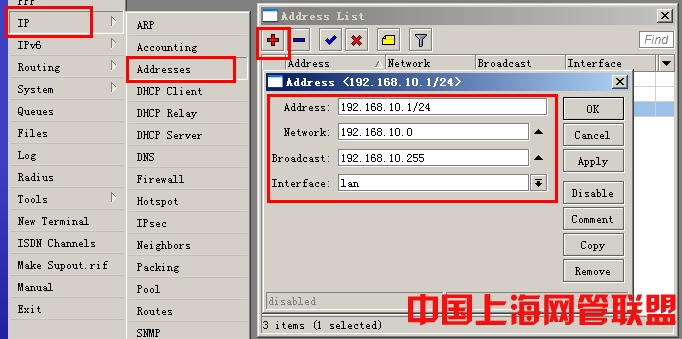 PPP
IP
IPv6
Routing
System
Queues
Files
Log
Radius
Tools
New Terminal
ISDN Channels
Make Supout.rif
Manual
Exit
ARP
Accounting
Addresses
DHCP Client
DHCP Relay
DHCP Server
DNS
Firewall
Hotspot
IPsec
Neighbors
Packing
Pool
Routes
SNMP
Address List
Find
Address Network Broadcast Interface
Address <192.168.10.1/24>
Address: 192.168.10.1/24
Network: 192.168.10.0
Broadcast: 192.168.10.255
Interface: lan
OK
Cancel
Apply
Disable
Comment
Copy
Remove
disabled
3 items (1 selected)
中国上海网管联盟